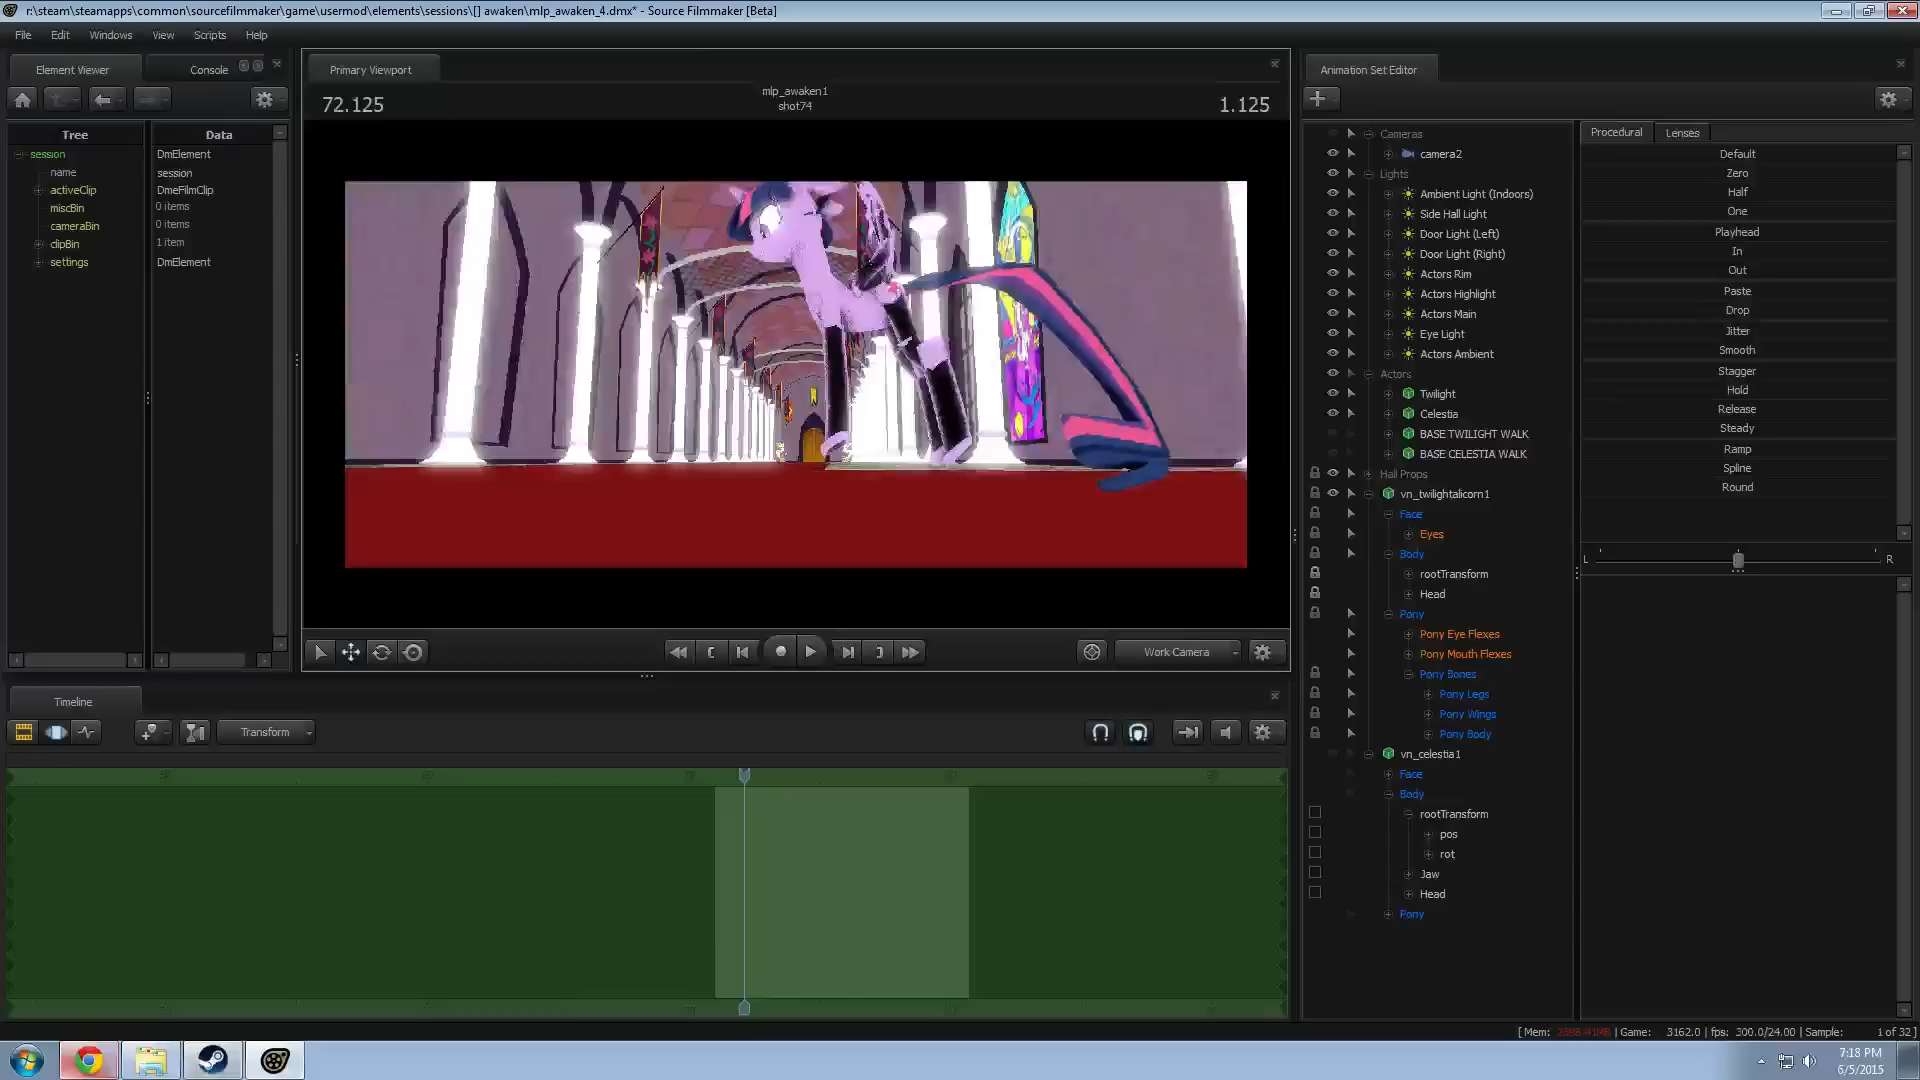 r:\steam\steamapps\common\sourcefilmmaker\game\usermod\elements\sessions\[] awaken\mlp_awaken_4.dmx* - Source Filmmaker [Beta]
File Edit Windows View Scripts Help
Element Viewer Console
Tree Data
session DmElement
name session
activeClip DmeFilmClip
miscBin 0 items
cameraBin 0 items
clipBin 1 item
settings DmElement
Primary Viewport
72.125
mlp_awaken1
shot74
1.125
Work Camera
Timeline
Transform
Animation Set Editor
Cameras
camera2
Lights
Ambient Light (Indoors)
Side Hall Light
Door Light (Left)
Door Light (Right)
Actors Rim
Actors Highlight
Actors Main
Eye Light
Actors Ambient
Actors
Twilight
Celestia
BASE TWILIGHT WALK
BASE CELESTIA WALK
Hall Props
vn_twilightalicorn1
Face
Eyes
Body
rootTransform
Head
Pony
Pony Eye Flexes
Pony Mouth Flexes
Pony Bones
Pony Legs
Pony Wings
Pony Body
vn_celestia1
Face
Body
rootTransform
pos
rot
Jaw
Head
Pony
Procedural Lenses
Default
Zero
Half
One
Playhead
In
Out
Paste
Drop
Jitter
Smooth
Stagger
Hold
Release
Steady
Ramp
Spline
Round
L R
[ Mem: | Game: 3162.0 | fps: 300.0/24.00 | Sample: 1 of 32 ]
7:18 PM
6/5/2015